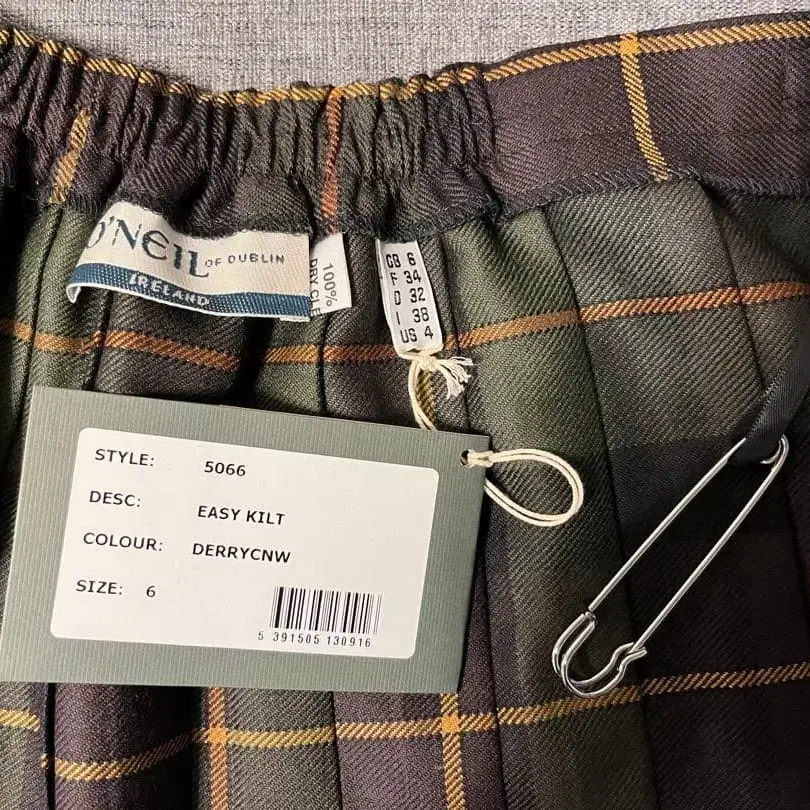 O'NEIL OF DUBLIN
IRELAND
100%
DRY CLE
GB 6
F 34
D 32
I 38
US 4
STYLE: 5066
DESC: EASY KILT
COLOUR: DERRYCNW
SIZE: 6
5 391505 130916